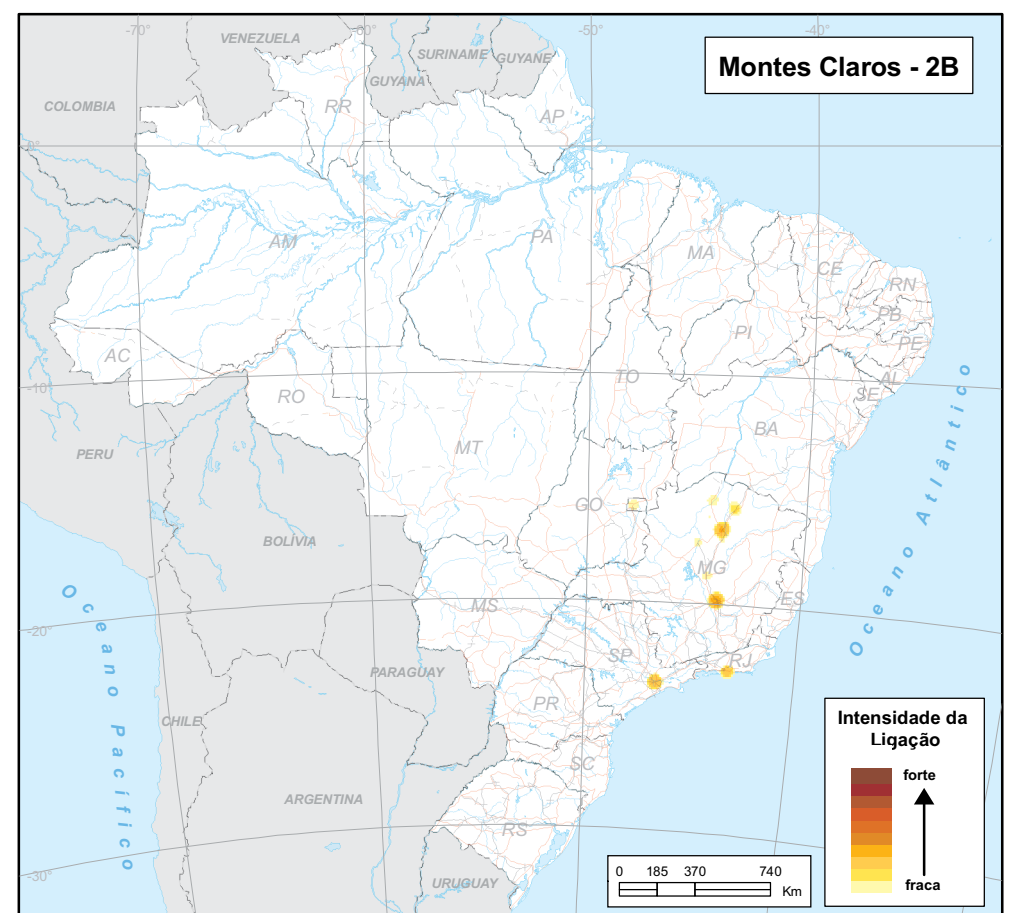 -70°
-60°
-50°
-40°
VENEZUELA
SURINAME
GUYANE
GUYANA
Montes Claros - 2B
COLOMBIA
RR
AP
0°
AM
PA
MA
CE
RN
PB
PE
PI
AC
TO
AL
SE
-10°
RO
BA
MT
PERU
GO
BOLÍVIA
MG
ES
MS
-20°
SP
RJ
PARAGUAY
PR
CHILE
SC
ARGENTINA
RS
URUGUAY
-30°
Oceano Pacífico
Oceano Atlântico
Intensidade da
Ligação
forte
fraca
0 185 370 740
Km